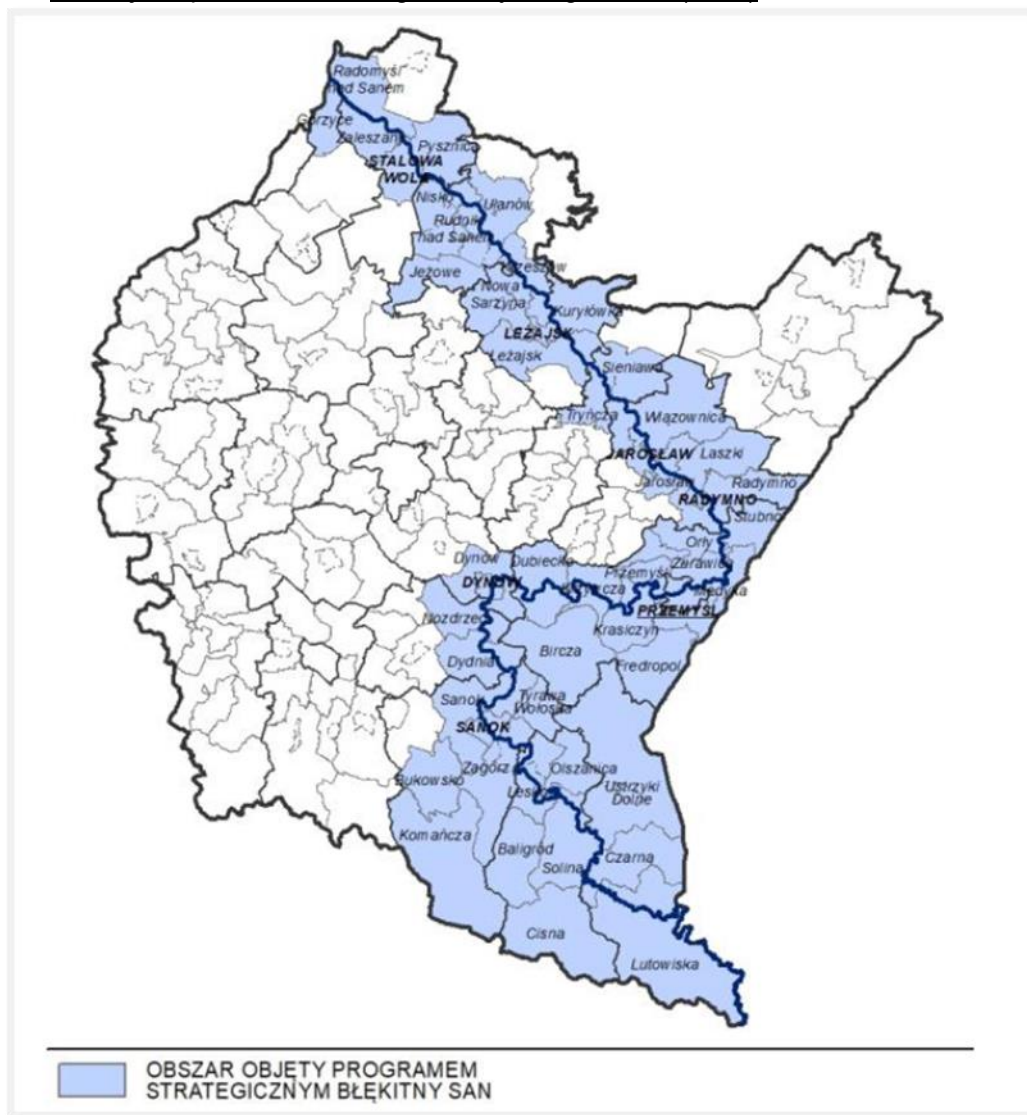 Radomyśl
nad Sanem
Gorzyce
Zaleszany
Pysznica
STALOWA
WOLA
Nisko
Ulanów
Rudnik
nad Sanem
Jeżowe
Nowa
Sarzyna
Kuryłówka
LEŻAJSK
Leżajsk
Sieniawa
Tryńcza
Wiązownica
JAROSŁAW
Laszki
Jarosław
Radymno
RADYMNO
Stubno
Orły
Żurawica
Dynów
Dubiecko
Przemyśl
DYNÓW
Medyka
PRZEMYŚL
Nozdrzec
Krasiczyn
Bircza
Fredropol
Dydnia
Sanok
Tyrawa
Wołoska
SANOK
Zagórz
Olszanica
Bukowsko
Ustrzyki
Dolne
Komańcza
Baligród
Czarna
Solina
Cisna
Lutowiska
OBSZAR OBJĘTY PROGRAMEM
STRATEGICZNYM BŁĘKITNY SAN